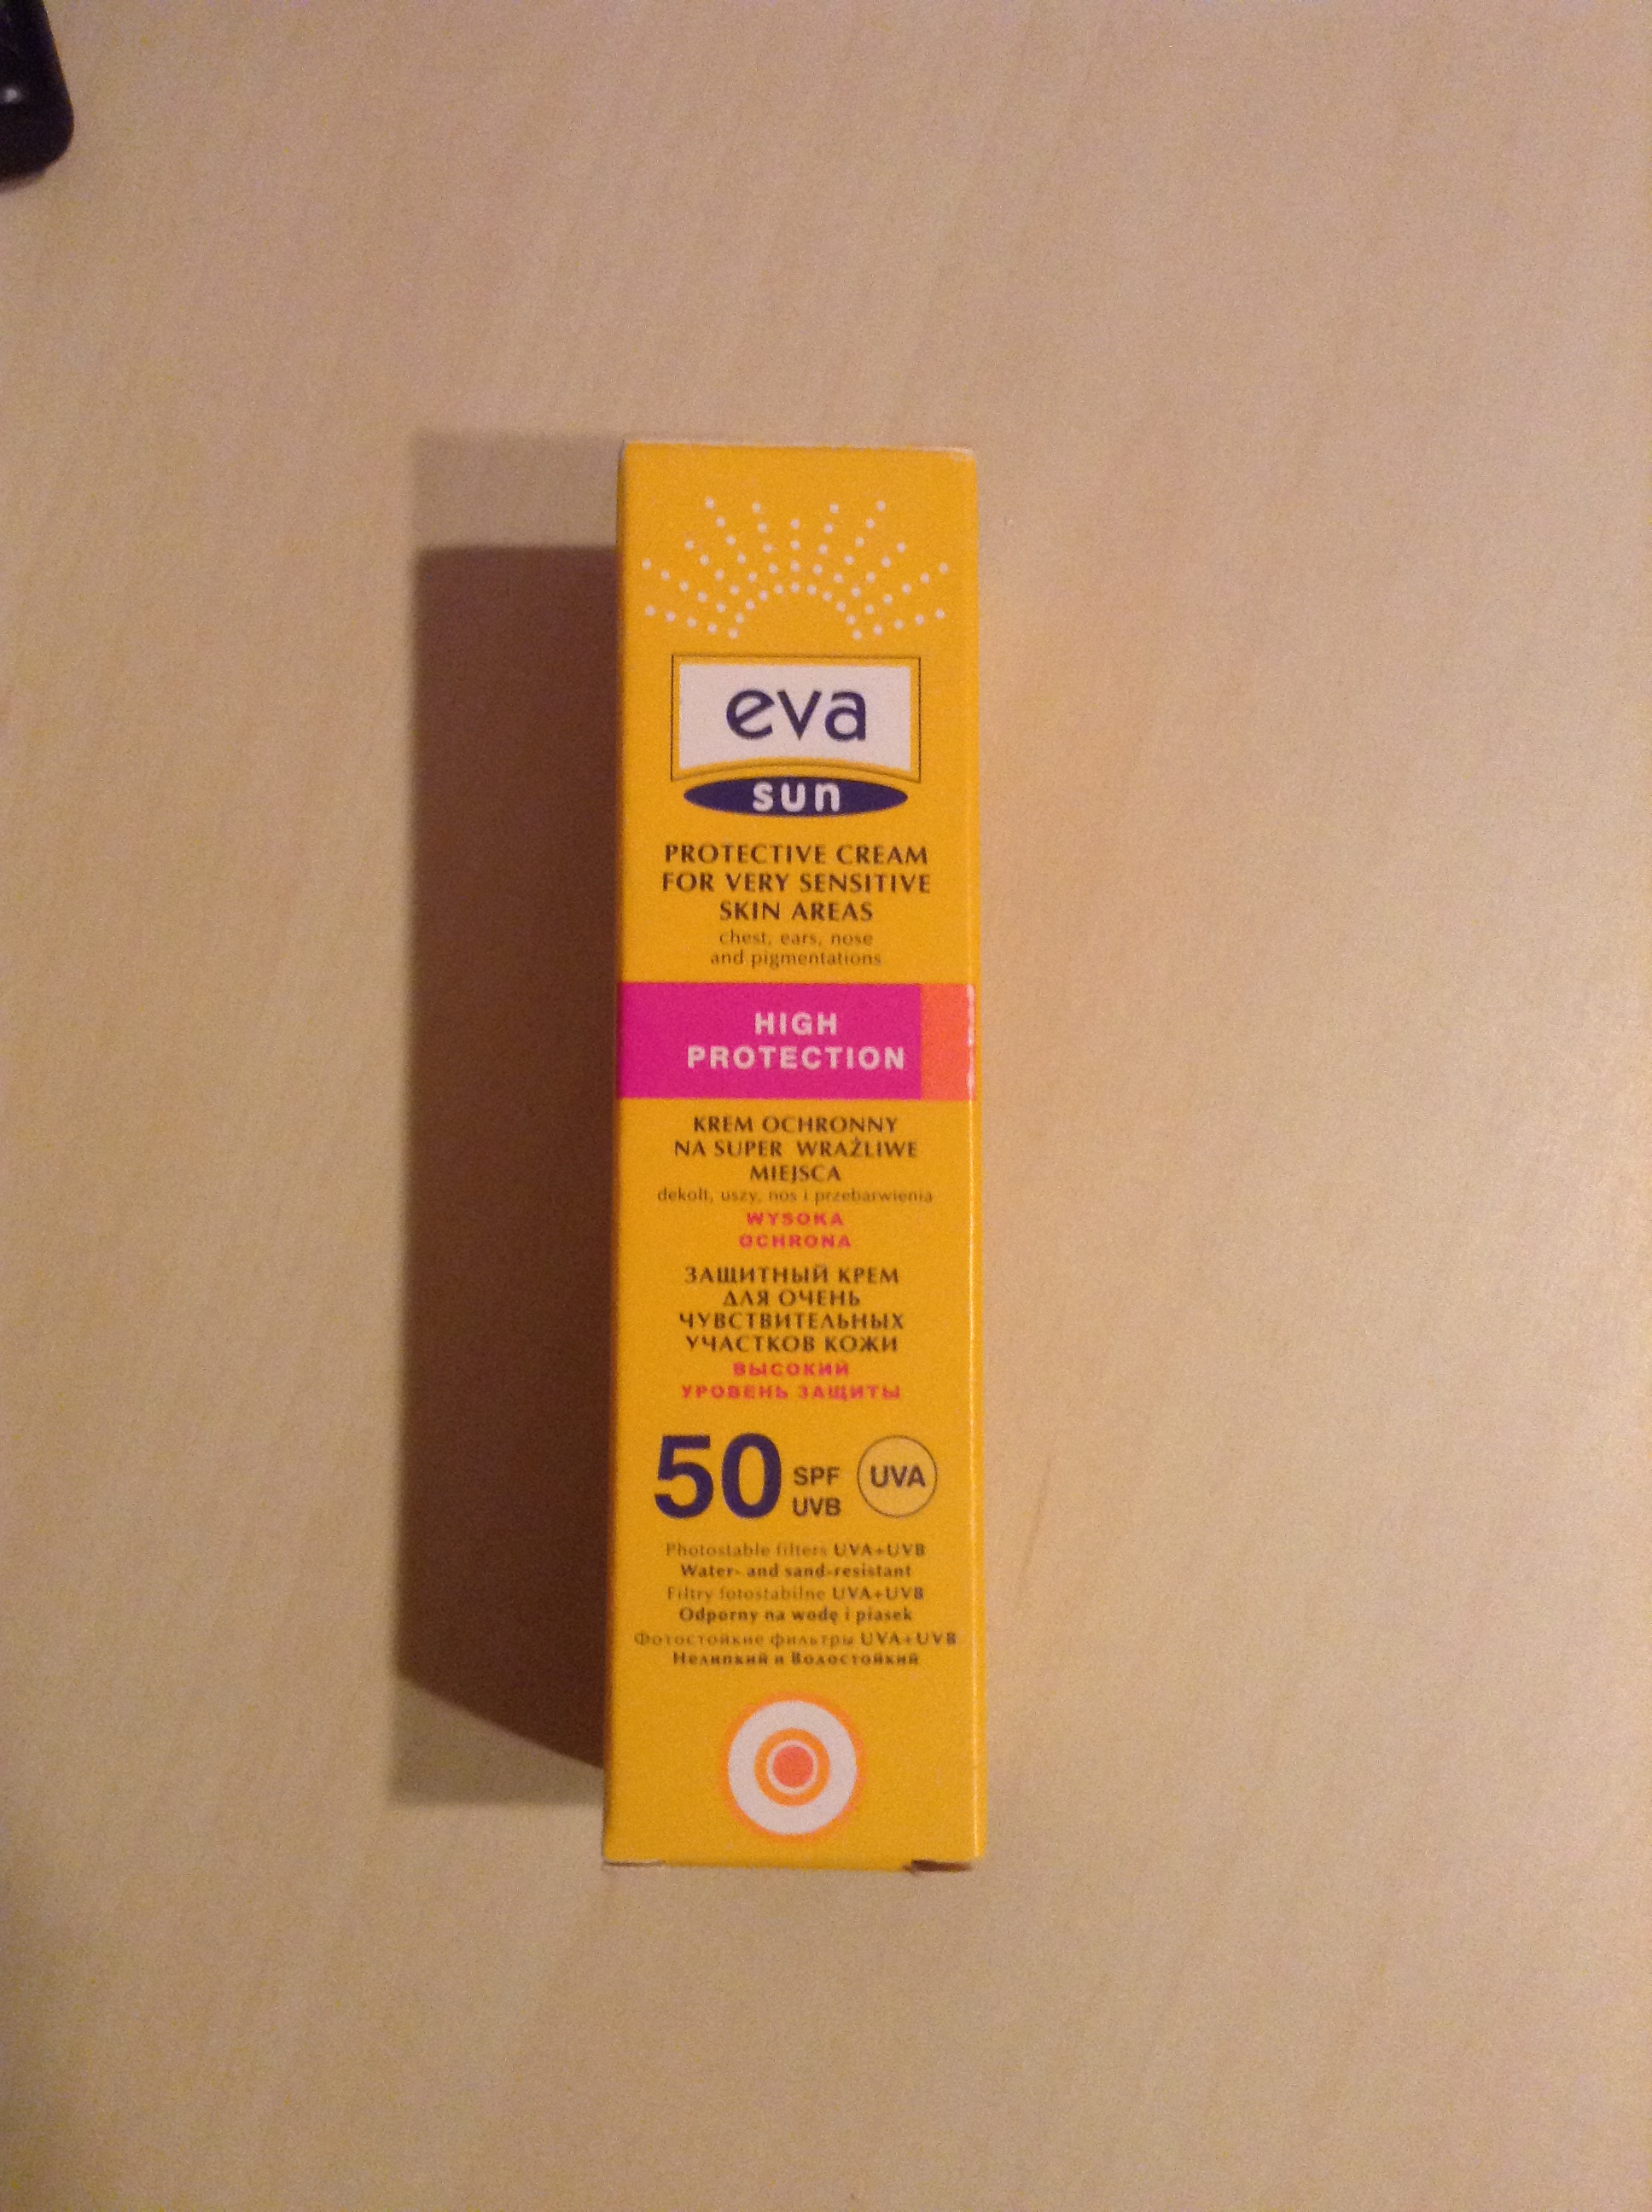 eva
sun
PROTECTIVE CREAM
FOR VERY SENSITIVE
SKIN AREAS
chest, ears, nose
and pigmentations
HIGH
PROTECTION
KREM OCHRONNY
NA SUPER WRAŻLIWE
MIEJSCA
dekolt, uszy, nos i przebarwienia
WYSOKA
OCHRONA
ЗАЩИТНЫЙ КРЕМ
ДЛЯ ОЧЕНЬ
ЧУВСТВИТЕЛЬНЫХ
УЧАСТКОВ КОЖИ
ВЫСОКИЙ
УРОВЕНЬ ЗАЩИТЫ
50 SPF UVA
UVB
Photostable filters UVA+UVB
Water- and sand-resistant
Filtry fotostabilne UVA+UVB
Odporny na wodę i piasek
Фотостойкие фильтры UVA+UVB
Нелипкий и Водостойкий